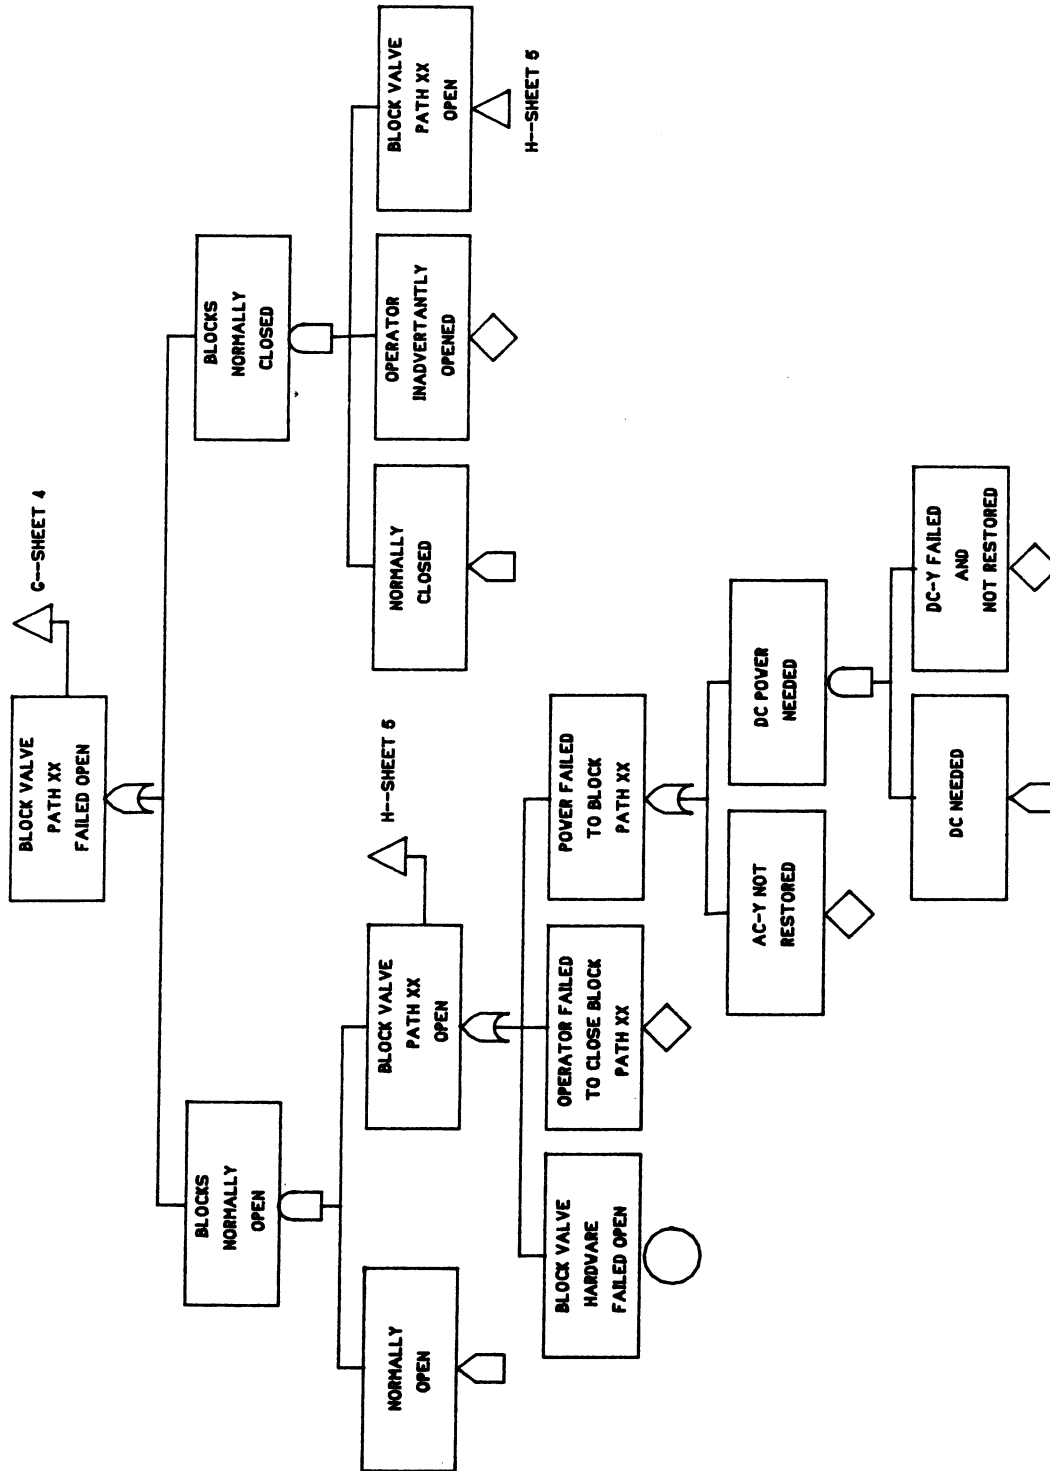 BLOCK VALVE
PATH XX
FAILED OPEN
G--SHEET 4
BLOCKS
NORMALLY
OPEN
BLOCKS
NORMALLY
CLOSED
NORMALLY
OPEN
BLOCK VALVE
PATH XX
OPEN
H--SHEET 5
NORMALLY
CLOSED
OPERATOR
INADVERTANTLY
OPENED
BLOCK VALVE
PATH XX
OPEN
H--SHEET 5
BLOCK VALVE
HARDWARE
FAILED OPEN
OPERATOR FAILED
TO CLOSE BLOCK
PATH XX
POWER FAILED
TO BLOCK
PATH XX
AC-Y NOT
RESTORED
DC POWER
NEEDED
DC NEEDED
DC-Y FAILED
AND
NOT RESTORED